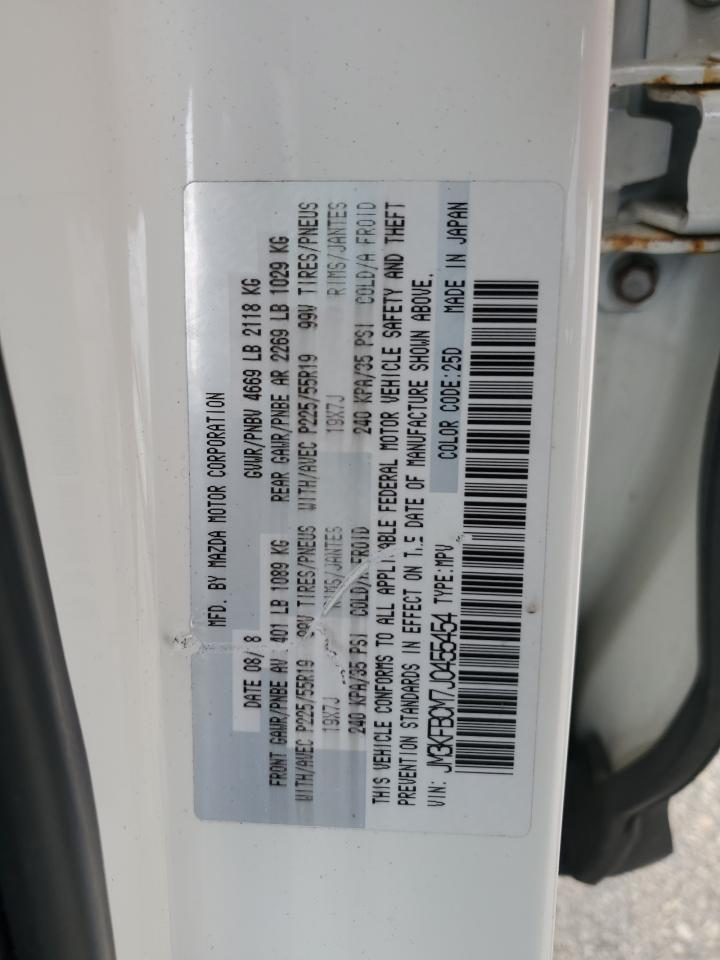 MFD. BY MAZDA MOTOR CORPORATION
DATE 08/ 8 GVWR/PNBV 4669 LB 2118 KG
FRONT GAWR/PNBE AV 401 LB 1089 KG REAR GAWR/PNBE AR 2269 LB 1029 KG
WITH/AVEC P225/55R19 99V TIRES/PNEUS WITH/AVEC P225/55R19 99V TIRES/PNEUS
19X7J RIMS/JANTES 19X7J RIMS/JANTES
240 KPA/35 PSI COLD/A FROID 240 KPA/35 PSI COLD/A FROID
THIS VEHICLE CONFORMS TO ALL APPLICABLE FEDERAL MOTOR VEHICLE SAFETY AND THEFT
PREVENTION STANDARDS IN EFFECT ON THE DATE OF MANUFACTURE SHOWN ABOVE.
VIN: JM3KFBCM7J0455454 TYPE:MPV COLOR CODE:25D MADE IN JAPAN